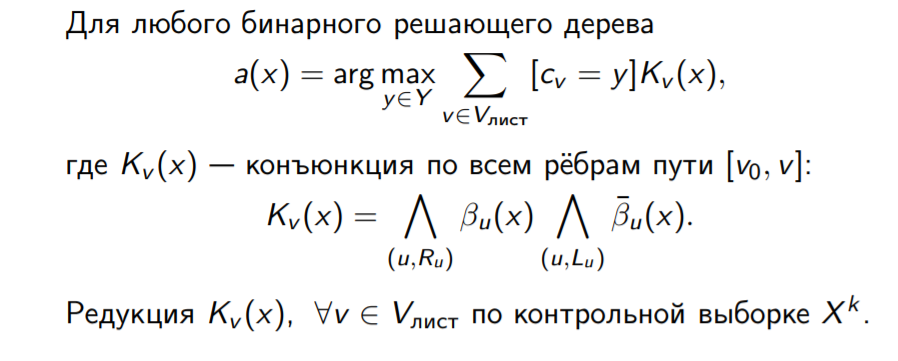 Для любого бинарного решающего дерева
a(x) = arg max_{y∈Y} ∑_{v∈V_лист} [c_v = y]K_v(x),
где K_v(x) — конъюнкция по всем рёбрам пути [v_0, v]:
K_v(x) = ⋀_{(u,R_u)} β_u(x) ⋀_{(u,L_u)} β̄_u(x).
Редукция K_v(x), ∀v ∈ V_лист по контрольной выборке X^k.